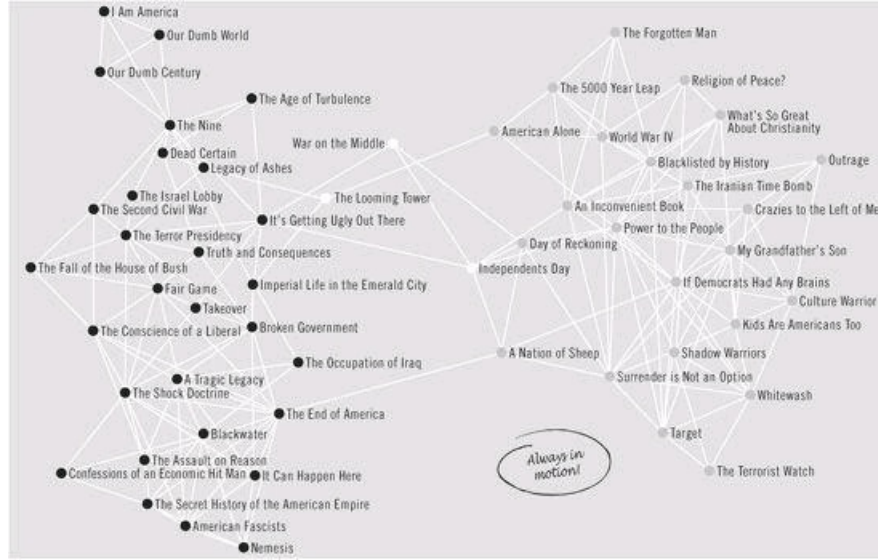 I Am America
Our Dumb World
Our Dumb Century
The Age of Turbulence
The Nine
Dead Certain
Legacy of Ashes
The Israel Lobby
The Second Civil War
It's Getting Ugly Out There
The Terror Presidency
Truth and Consequences
The Fall of the House of Bush
Fair Game
Imperial Life in the Emerald City
Takeover
The Conscience of a Liberal
Broken Government
The Occupation of Iraq
A Tragic Legacy
The Shock Doctrine
The End of America
Blackwater
The Assault on Reason
Confessions of an Economic Hit Man
It Can Happen Here
The Secret History of the American Empire
American Fascists
Nemesis
War on the Middle
The Looming Tower
Independents Day
The Forgotten Man
The 5000 Year Leap
Religion of Peace?
What's So Great
About Christianity
American Alone
World War IV
Blacklisted by History
Outrage
The Iranian Time Bomb
An Inconvenient Book
Crazies to the Left of Me
Power to the People
Day of Reckoning
My Grandfather's Son
If Democrats Had Any Brains
Culture Warrior
Kids Are Americans Too
A Nation of Sheep
Shadow Warriors
Surrender is Not an Option
Whitewash
Target
The Terrorist Watch
Always in
motion!